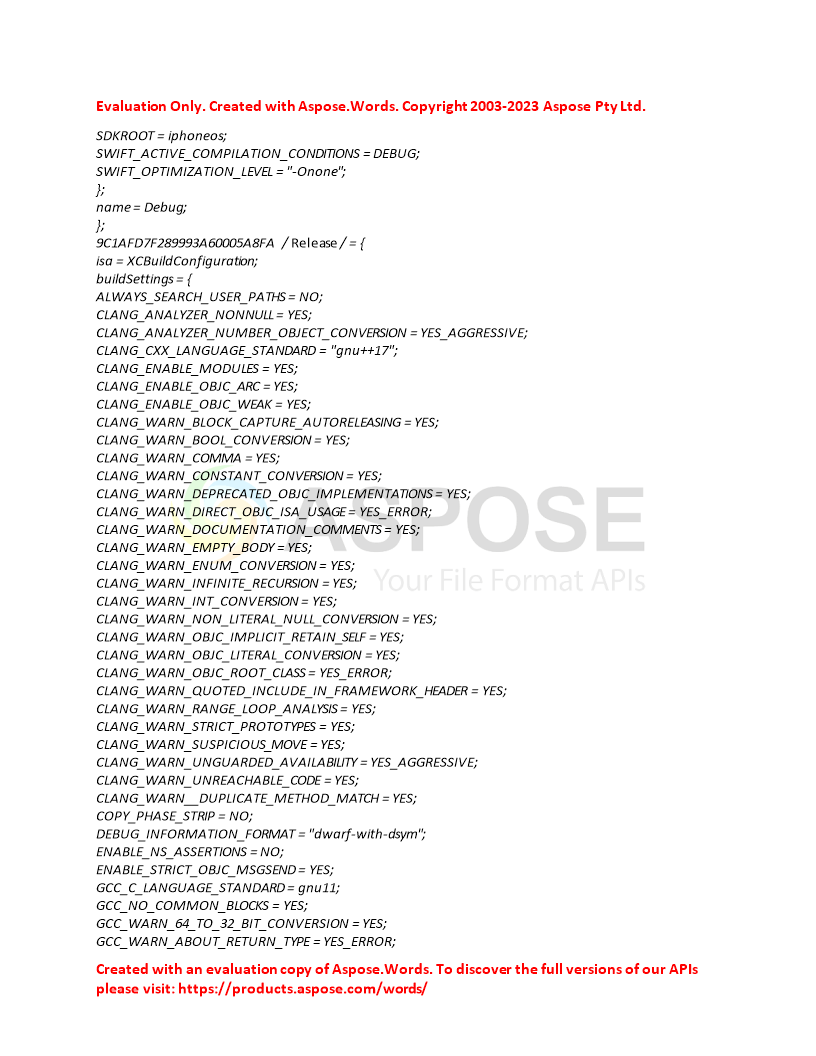 Evaluation Only. Created with Aspose.Words. Copyright 2003-2023 Aspose Pty Ltd.
SDKROOT = iphoneos;
SWIFT_ACTIVE_COMPILATION_CONDITIONS = DEBUG;
SWIFT_OPTIMIZATION_LEVEL = "-Onone";
};
name = Debug;
};
9C1AFD7F289993A60005A8FA / Release / = {
isa = XCBuildConfiguration;
buildSettings = {
ALWAYS_SEARCH_USER_PATHS = NO;
CLANG_ANALYZER_NONNULL = YES;
CLANG_ANALYZER_NUMBER_OBJECT_CONVERSION = YES_AGGRESSIVE;
CLANG_CXX_LANGUAGE_STANDARD = "gnu++17";
CLANG_ENABLE_MODULES = YES;
CLANG_ENABLE_OBJC_ARC = YES;
CLANG_ENABLE_OBJC_WEAK = YES;
CLANG_WARN_BLOCK_CAPTURE_AUTORELEASING = YES;
CLANG_WARN_BOOL_CONVERSION = YES;
CLANG_WARN_COMMA = YES;
CLANG_WARN_CONSTANT_CONVERSION = YES;
CLANG_WARN_DEPRECATED_OBJC_IMPLEMENTATIONS = YES;
CLANG_WARN_DIRECT_OBJC_ISA_USAGE = YES_ERROR;
CLANG_WARN_DOCUMENTATION_COMMENTS = YES;
CLANG_WARN_EMPTY_BODY = YES;
CLANG_WARN_ENUM_CONVERSION = YES;
CLANG_WARN_INFINITE_RECURSION = YES;
CLANG_WARN_INT_CONVERSION = YES;
CLANG_WARN_NON_LITERAL_NULL_CONVERSION = YES;
CLANG_WARN_OBJC_IMPLICIT_RETAIN_SELF = YES;
CLANG_WARN_OBJC_LITERAL_CONVERSION = YES;
CLANG_WARN_OBJC_ROOT_CLASS = YES_ERROR;
CLANG_WARN_QUOTED_INCLUDE_IN_FRAMEWORK_HEADER = YES;
CLANG_WARN_RANGE_LOOP_ANALYSIS = YES;
CLANG_WARN_STRICT_PROTOTYPES = YES;
CLANG_WARN_SUSPICIOUS_MOVE = YES;
CLANG_WARN_UNGUARDED_AVAILABILITY = YES_AGGRESSIVE;
CLANG_WARN_UNREACHABLE_CODE = YES;
CLANG_WARN__DUPLICATE_METHOD_MATCH = YES;
COPY_PHASE_STRIP = NO;
DEBUG_INFORMATION_FORMAT = "dwarf-with-dsym";
ENABLE_NS_ASSERTIONS = NO;
ENABLE_STRICT_OBJC_MSGSEND = YES;
GCC_C_LANGUAGE_STANDARD = gnu11;
GCC_NO_COMMON_BLOCKS = YES;
GCC_WARN_64_TO_32_BIT_CONVERSION = YES;
GCC_WARN_ABOUT_RETURN_TYPE = YES_ERROR;
ASPOSE
Your File Format APIs
Created with an evaluation copy of Aspose.Words. To discover the full versions of our APIs
please visit: https://products.aspose.com/words/